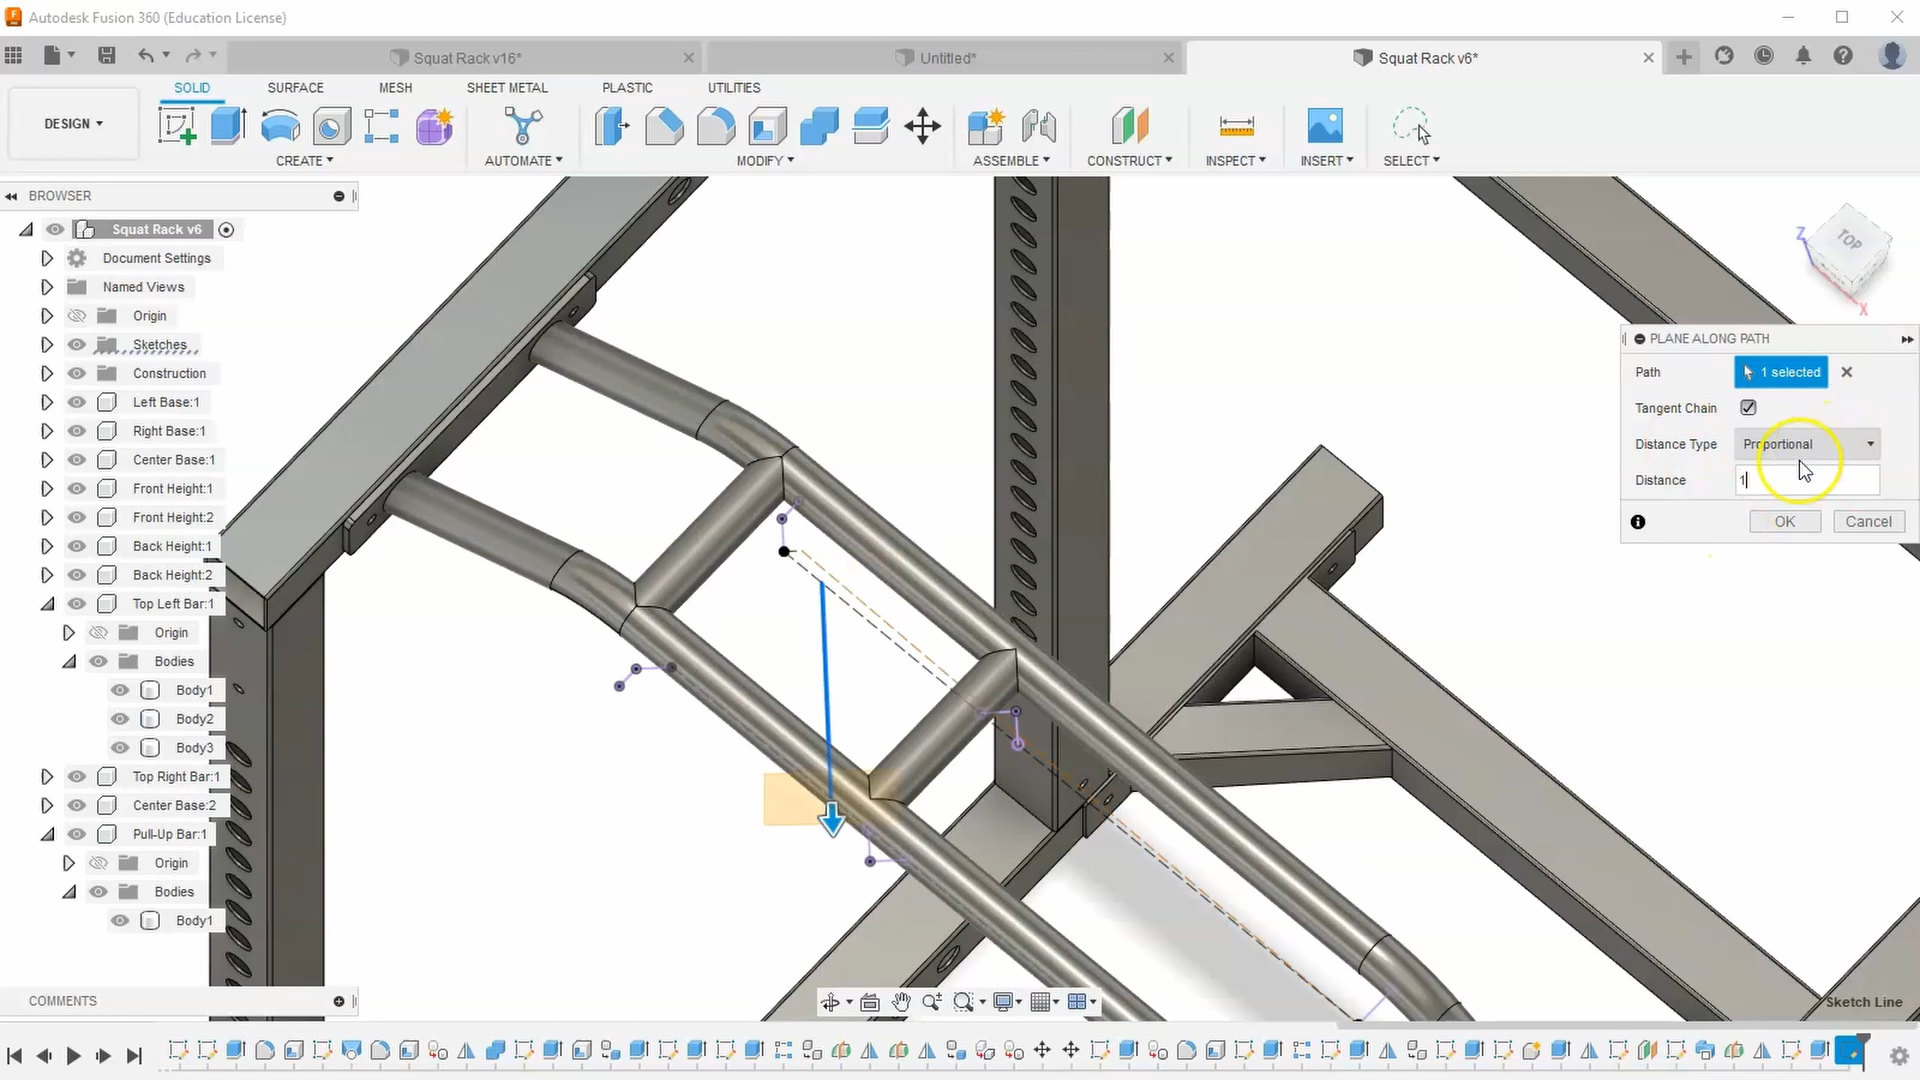 Autodesk Fusion 360 (Education License)
Squat Rack v16*
Untitled*
Squat Rack v6*
SOLID
SURFACE
MESH
SHEET METAL
PLASTIC
UTILITIES
DESIGN
CREATE
AUTOMATE
MODIFY
ASSEMBLE
CONSTRUCT
INSPECT
INSERT
SELECT
BROWSER
Squat Rack v6
Document Settings
Named Views
Origin
Sketches
Construction
Left Base:1
Right Base:1
Center Base:1
Front Height:1
Front Height:2
Back Height:1
Back Height:2
Top Left Bar:1
Origin
Bodies
Body1
Body2
Body3
Top Right Bar:1
Center Base:2
Pull-Up Bar:1
Origin
Bodies
Body1
COMMENTS
TOP
Z
X
PLANE ALONG PATH
Path 1 selected
Tangent Chain
Distance Type Proportional
Distance 1
OK Cancel
Sketch Line